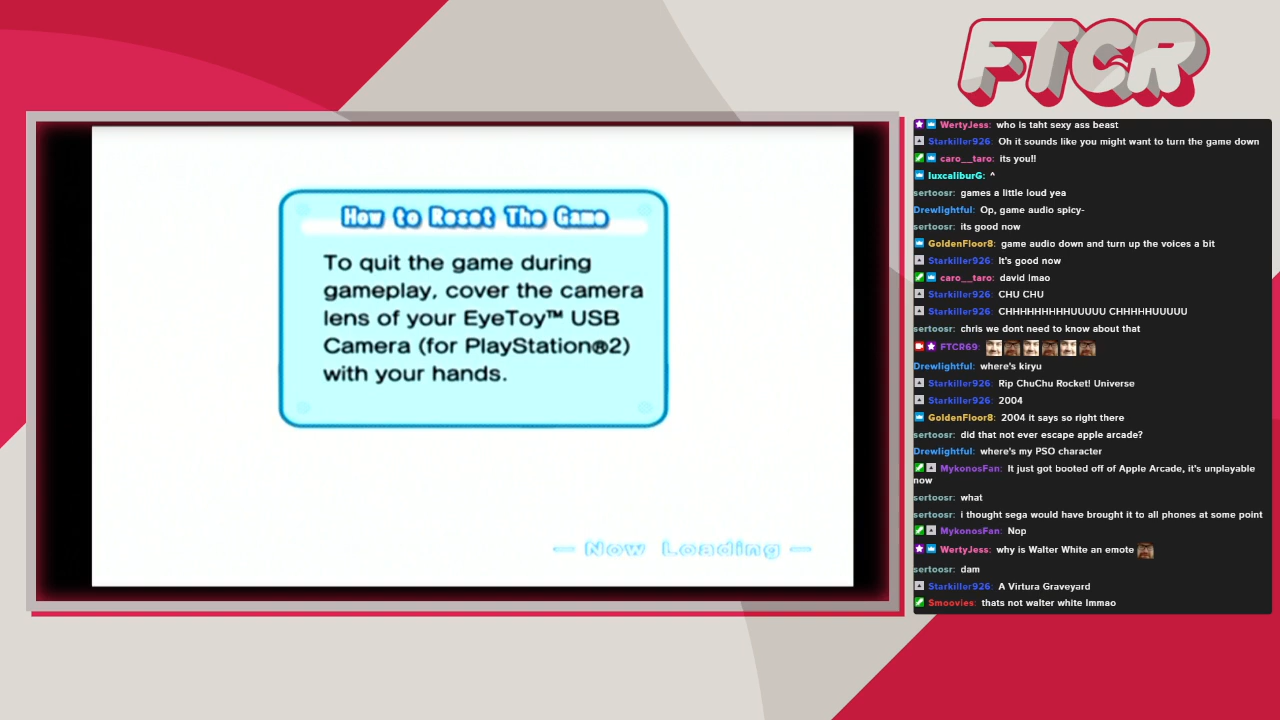 FTCR
How to Reset The Game
To quit the game during
gameplay, cover the camera
lens of your EyeToy™ USB
Camera (for PlayStation®2)
with your hands.
— Now Loading —
WertyJess: who is taht sexy ass beast
Starkiller926: Oh it sounds like you might want to turn the game down
caro__taro: its you!!
luxcaliburG: ^
sertoosr: games a little loud yea
Drewlightful: Op, game audio spicy-
sertoosr: its good now
GoldenFloor8: game audio down and turn up the voices a bit
Starkiller926: It's good now
caro__taro: david lmao
Starkiller926: CHU CHU
Starkiller926: CHHHHHHHHHUUUUU CHHHHHUUUUU
sertoosr: chris we dont need to know about that
FTCR69:
Drewlightful: where's kiryu
Starkiller926: Rip ChuChu Rocket! Universe
Starkiller926: 2004
GoldenFloor8: 2004 it says so right there
sertoosr: did that not ever escape apple arcade?
Drewlightful: where's my PSO character
MykonosFan: It just got booted off of Apple Arcade, it's unplayable
now
sertoosr: what
sertoosr: i thought sega would have brought it to all phones at some point
MykonosFan: Nop
WertyJess: why is Walter White an emote
sertoosr: dam
Starkiller926: A Virtura Graveyard
Smoovies: thats not walter white lmmao